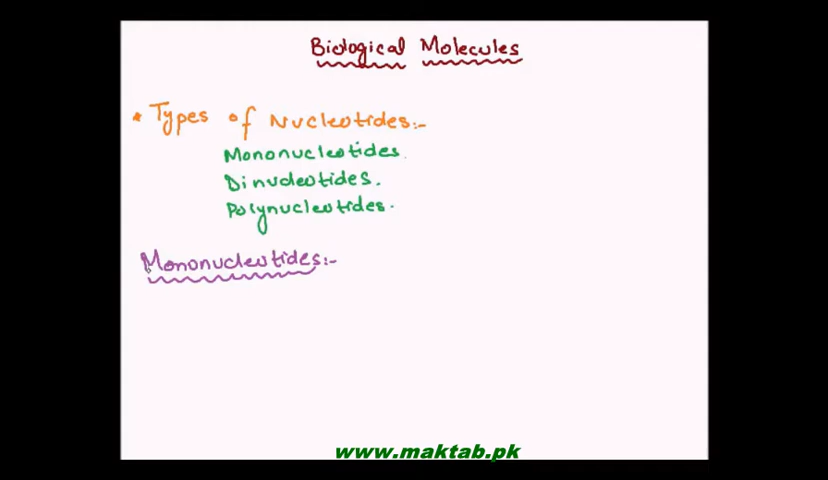 Biological Molecules
* Types of Nucleotides:-
Mononucleotides.
Dinucleotides.
Polynucleotides.
Mononucleotides:-
www.maktab.pk